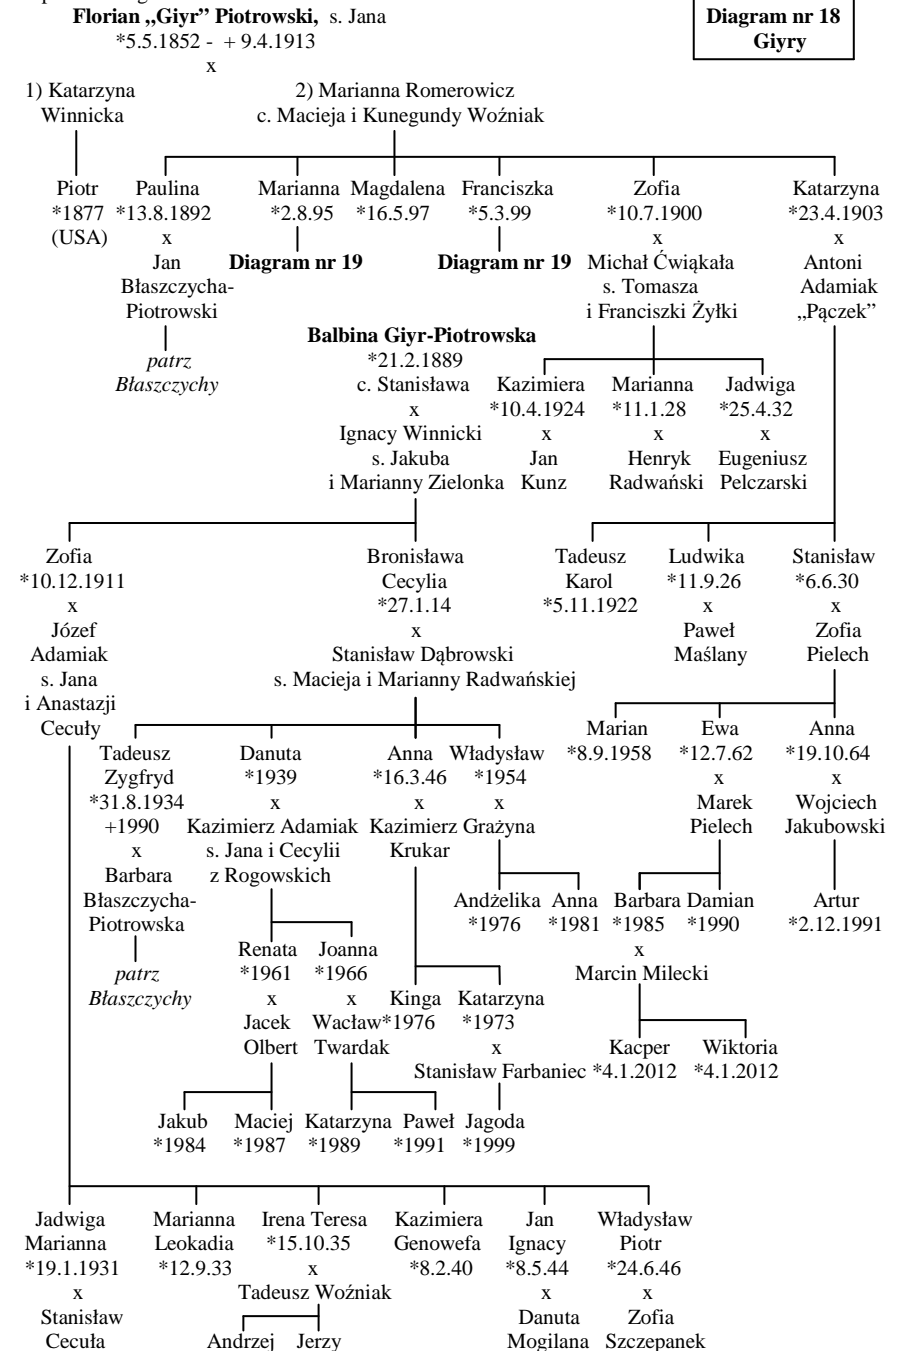 Florian „Giyr” Piotrowski, s. Jana
*5.5.1852 - + 9.4.1913
x
Diagram nr 18
Giyry
1) Katarzyna
Winnicka
2) Marianna Romerowicz
c. Macieja i Kunegundy Woźniak
Piotr
*1877
(USA)
Paulina
*13.8.1892
x
Jan
Błaszczycha-
Piotrowski
patrz
Błaszczychy
Marianna
*2.8.95
Diagram nr 19
Magdalena
*16.5.97
Franciszka
*5.3.99
Diagram nr 19
Zofia
*10.7.1900
x
Michał Ćwiąkała
s. Tomasza
i Franciszki Żyłki
Katarzyna
*23.4.1903
x
Antoni
Adamiak
„Pączek”
Balbina Giyr-Piotrowska
*21.2.1889
c. Stanisława
x
Ignacy Winnicki
s. Jakuba
i Marianny Zielonka
Kazimiera
*10.4.1924
x
Jan
Kunz
Marianna
*11.1.28
x
Henryk
Radwański
Jadwiga
*25.4.32
x
Eugeniusz
Pelczarski
Zofia
*10.12.1911
x
Józef
Adamiak
s. Jana
i Anastazji
Cecuły
Bronisława
Cecylia
*27.1.14
x
Stanisław Dąbrowski
s. Macieja i Marianny Radwańskiej
Tadeusz
Karol
*5.11.1922
Ludwika
*11.9.26
x
Paweł
Maślany
Stanisław
*6.6.30
x
Zofia
Pielech
Tadeusz
Zygfryd
*31.8.1934
+1990
x
Barbara
Błaszczycha-
Piotrowska
patrz
Błaszczychy
Danuta
*1939
x
Kazimierz Adamiak
s. Jana i Cecylii
z Rogowskich
Anna
*16.3.46
x
Kazimierz
Krukar
Władysław
*1954
x
Grażyna
Marian
*8.9.1958
Ewa
*12.7.62
x
Marek
Pielech
Anna
*19.10.64
x
Wojciech
Jakubowski
Andżelika
*1976
Anna
*1981
Barbara
*1985
x
Marcin Milecki
Damian
*1990
Artur
*2.12.1991
Renata
*1961
x
Jacek
Olbert
Joanna
*1966
x
Wacław
Twardak
Kinga
*1976
Katarzyna
*1973
x
Stanisław Farbaniec
Kacper
*4.1.2012
Wiktoria
*4.1.2012
Jakub
*1984
Maciej
*1987
Katarzyna
*1989
Paweł
*1991
Jagoda
*1999
Jadwiga
Marianna
*19.1.1931
x
Stanisław
Cecuła
Marianna
Leokadia
*12.9.33
Irena Teresa
*15.10.35
x
Tadeusz Woźniak
Andrzej
Jerzy
Kazimiera
Genowefa
*8.2.40
Jan
Ignacy
*8.5.44
x
Danuta
Mogilana
Władysław
Piotr
*24.6.46
x
Zofia
Szczepanek